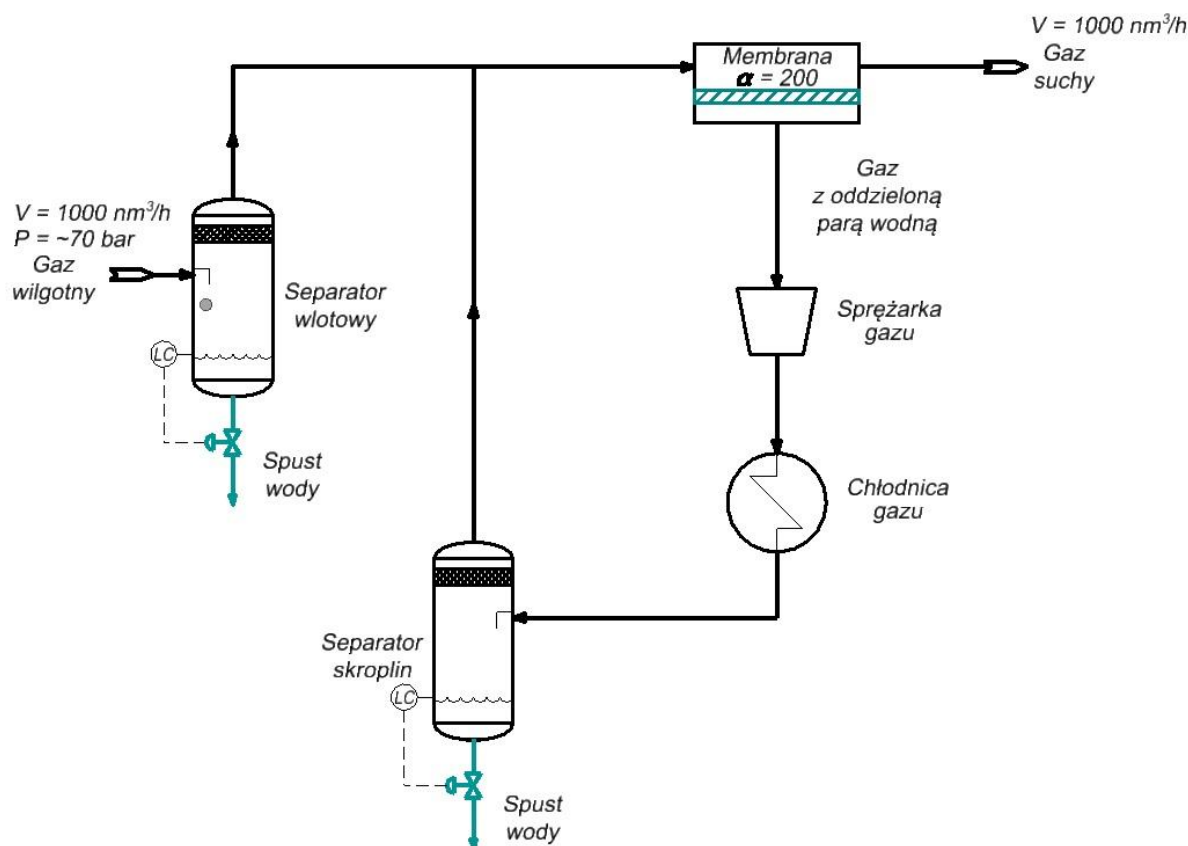 V = 1000 nm³/h
Gaz
suchy
Membrana
α = 200
Gaz
z oddzieloną
parą wodną
V = 1000 nm³/h
P = ~70 bar
Gaz
wilgotny
Separator
wlotowy
LC
Spust
wody
Sprężarka
gazu
Chłodnica
gazu
Separator
skroplin
LC
Spust
wody